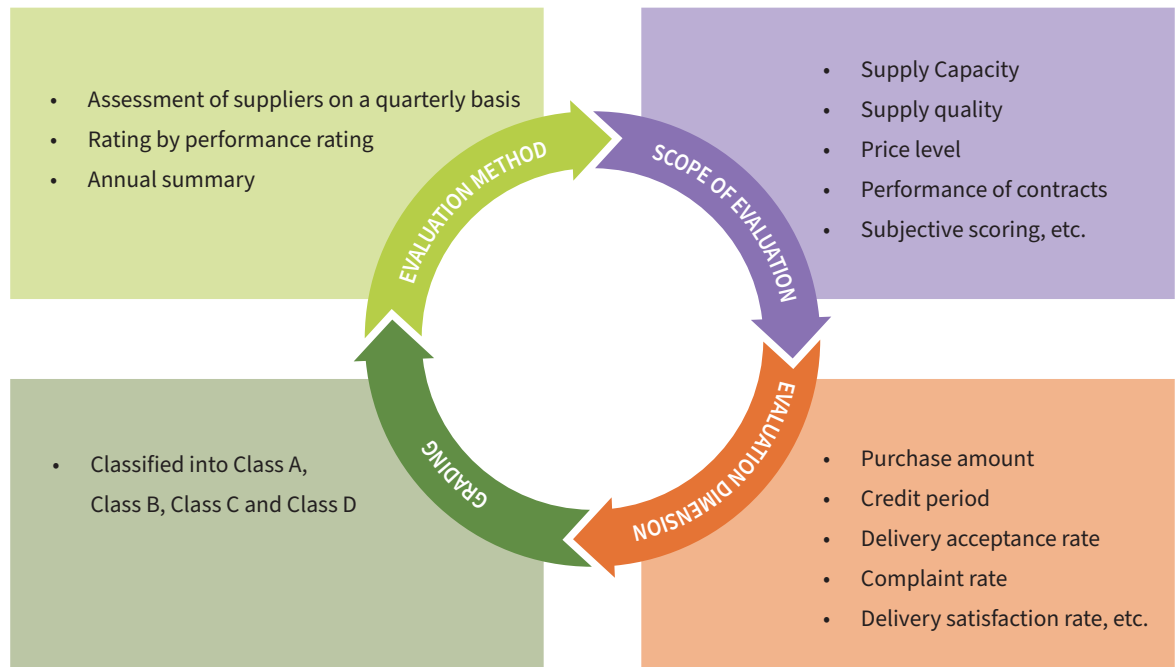 • Assessment of suppliers on a quarterly basis
• Rating by performance rating
• Annual summary
EVALUATION METHOD
• Supply Capacity
• Supply quality
• Price level
• Performance of contracts
• Subjective scoring, etc.
SCOPE OF EVALUATION
• Classified into Class A,
Class B, Class C and Class D
GRADING
• Purchase amount
• Credit period
• Delivery acceptance rate
• Complaint rate
• Delivery satisfaction rate, etc.
EVALUATION DIMENSION